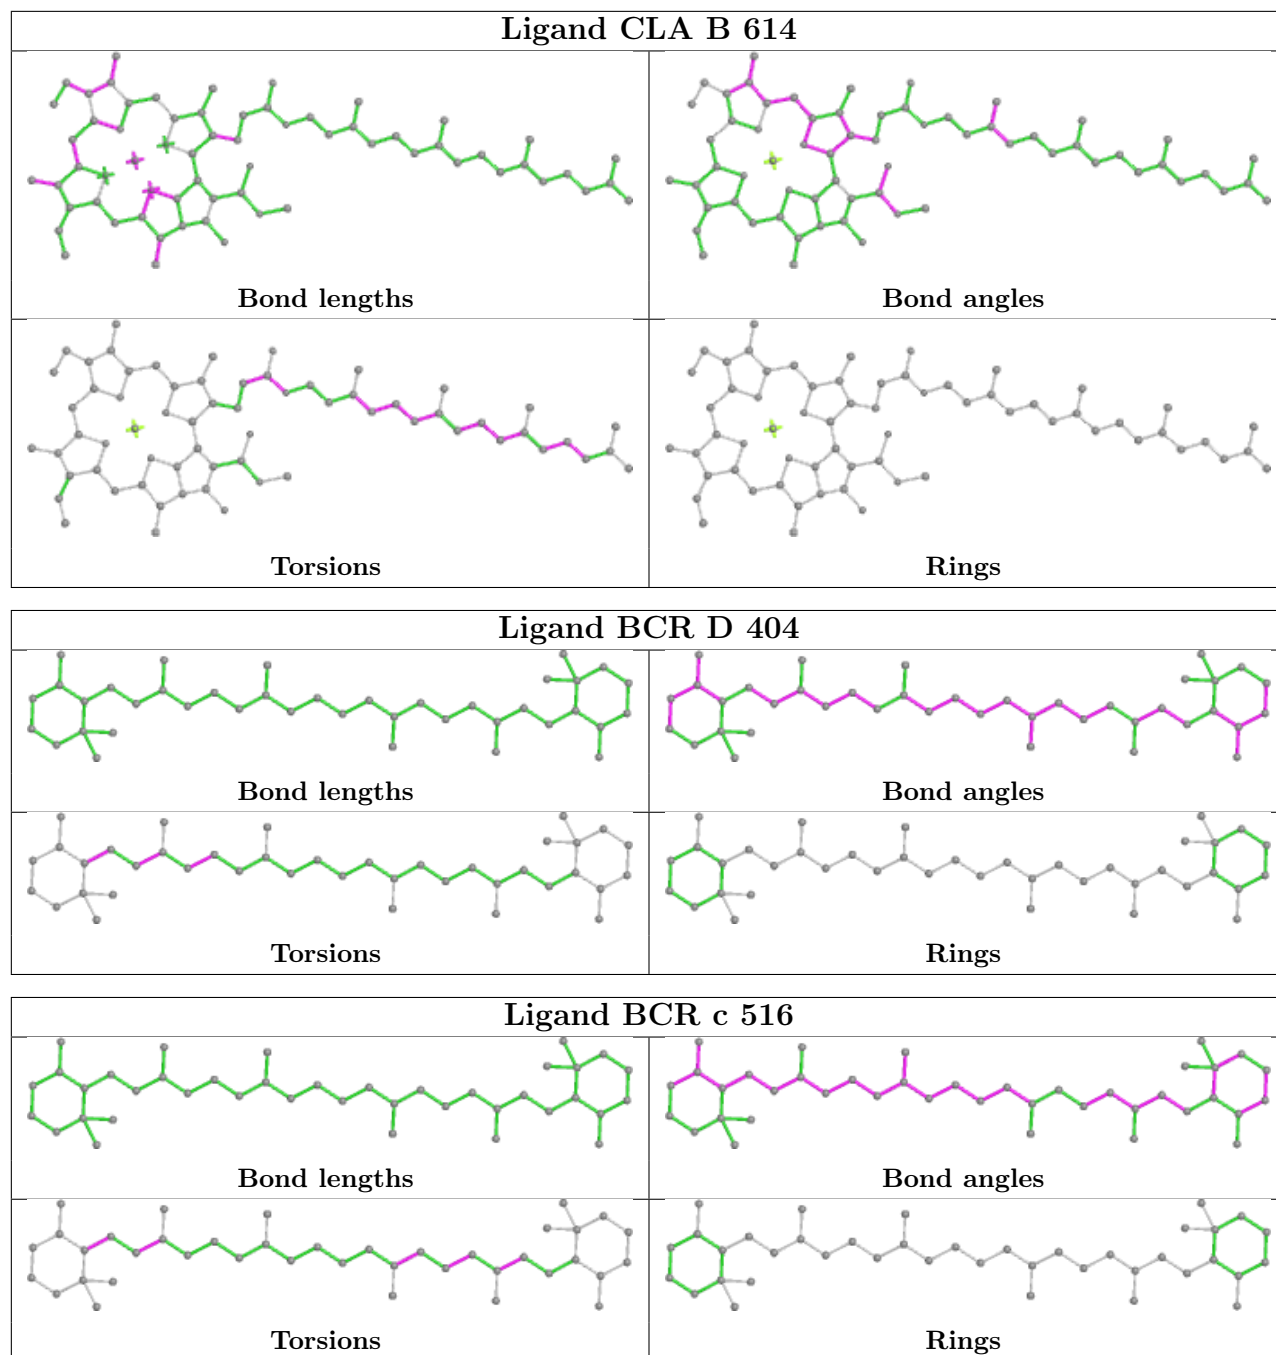 Ligand CLA B 614
Bond lengths
Bond angles
Torsions
Rings
Ligand BCR D 404
Bond lengths
Bond angles
Torsions
Rings
Ligand BCR c 516
Bond lengths
Bond angles
Torsions
Rings